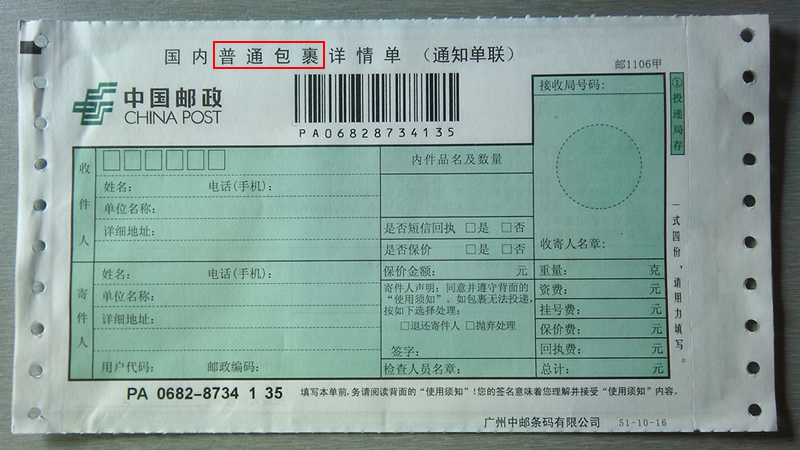 国内普通包裹详情单（通知单联）
邮1106甲
中国邮政
CHINA POST
PA06828734135
接收局号码：
①投递局存
收件人
姓名：　电话(手机)：
单位名称：
详细地址：
内件品名及数量
是否短信回执 □是 □否
是否保价 □是 □否
收寄人名章：
寄件人
姓名：　电话(手机)：
单位名称：
详细地址：
用户代码：　邮政编码：
保价金额：　元
寄件人声明：同意并遵守背面的
“使用须知”。如包裹无法投递，
按如下选择处理：
□退还寄件人 □抛弃处理
签字：
检查人员名章：
重量：　克
资费：　元
挂号费：　元
保价费：　元
回执费：　元
总计：　元
一式四份，请用力填写。
PA 0682-8734 1 35
填写本单前，务请阅读背面的“使用须知”!您的签名意味着您理解并接受“使用须知”内容。
广州中邮条码有限公司 51-10-16